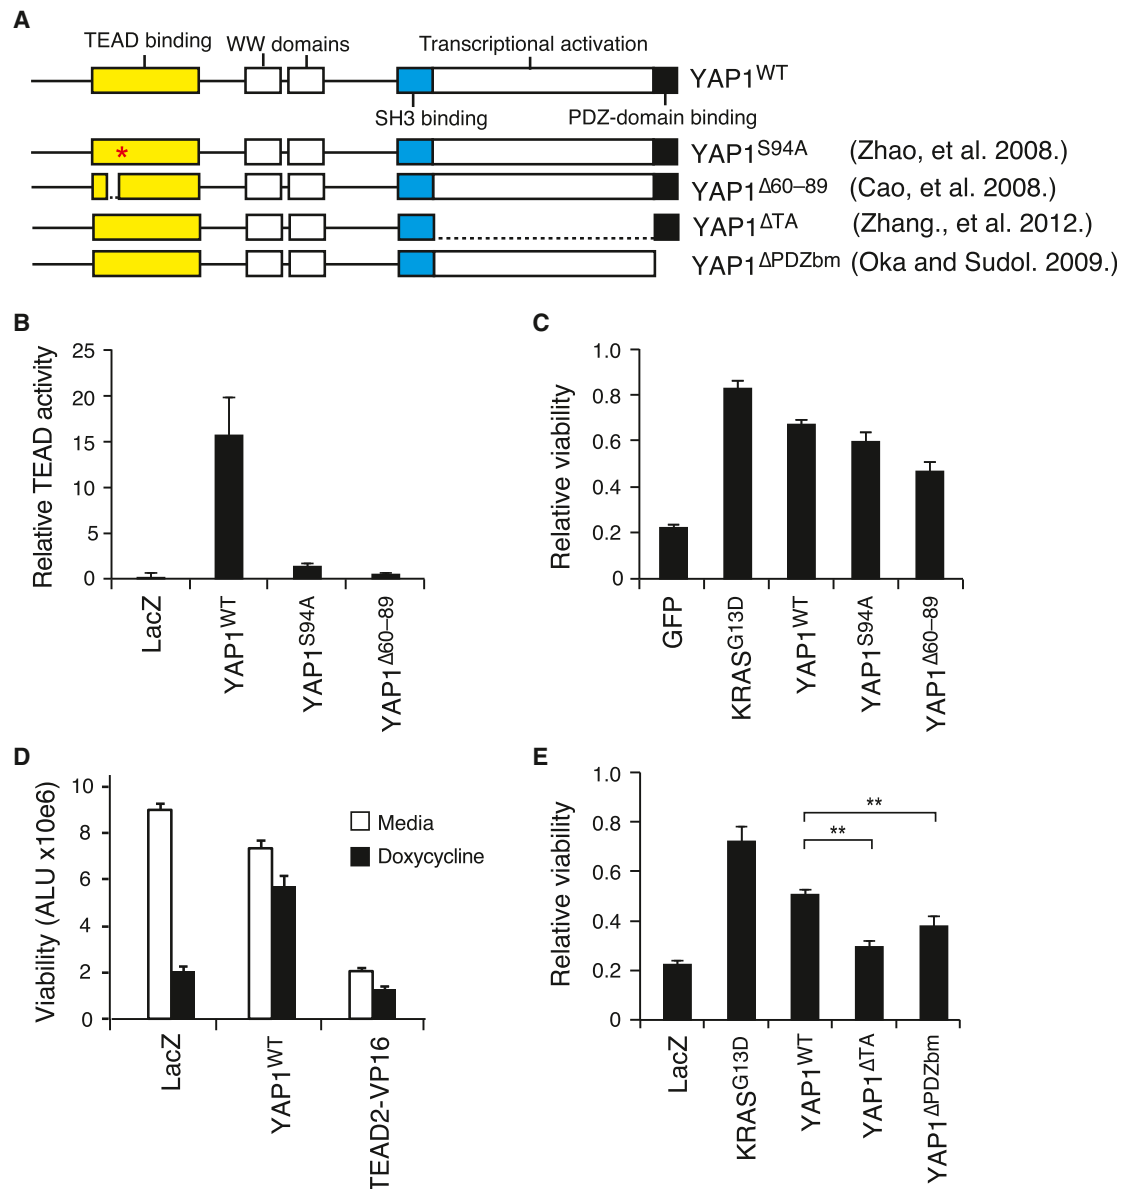 A
TEAD binding WW domains Transcriptional activation
YAP1WT
SH3 binding PDZ-domain binding
* YAP1S94A (Zhao, et al. 2008.)
YAP1Δ60–89 (Cao, et al. 2008.)
YAP1ΔTA (Zhang., et al. 2012.)
YAP1ΔPDZbm (Oka and Sudol. 2009.)
B
Relative TEAD activity
25
20
15
10
5
0
LacZ
YAP1WT
YAP1S94A
YAP1Δ60–89
C
Relative viability
1.0
0.8
0.6
0.4
0.2
0
GFP
KRASG13D
YAP1WT
YAP1S94A
YAP1Δ60–89
D
Viability (ALU x10e6)
10
8
6
4
2
0
Media
Doxycycline
LacZ
YAP1WT
TEAD2-VP16
E
Relative viability
1.0
0.8
0.6
0.4
0.2
0
**
**
LacZ
KRASG13D
YAP1WT
YAP1ΔTA
YAP1ΔPDZbm